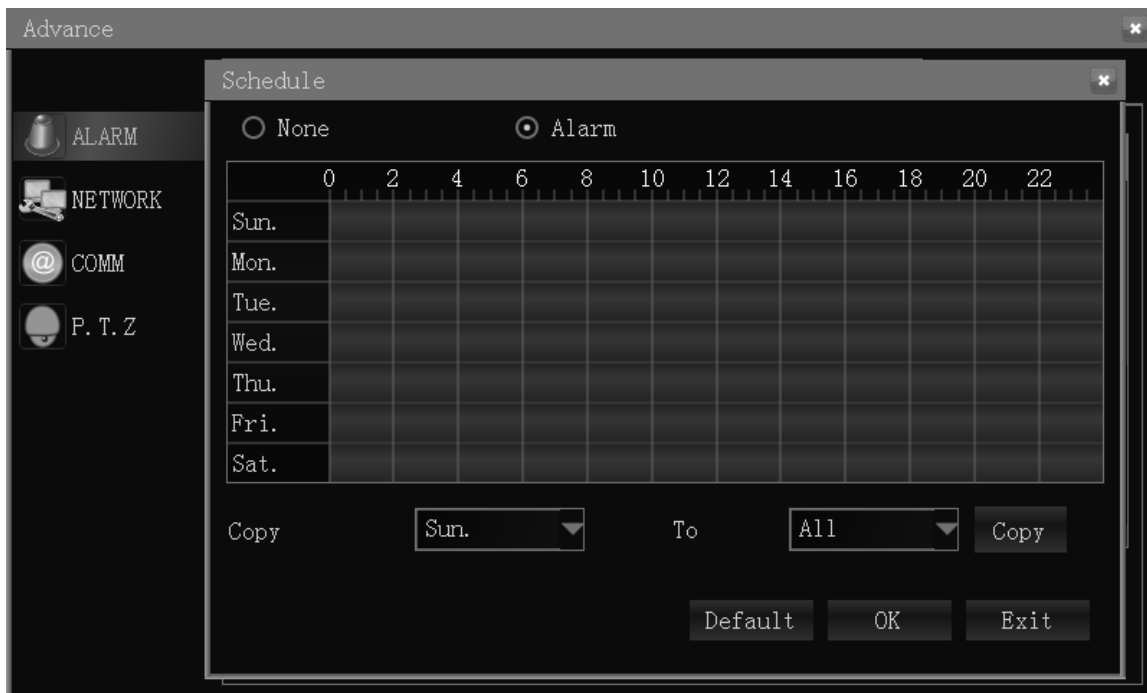 Advance
Schedule
ALARM
NETWORK
COMM
P.T.Z
None Alarm
0 2 4 6 8 10 12 14 16 18 20 22
Sun.
Mon.
Tue.
Wed.
Thu.
Fri.
Sat.
Copy Sun. To All Copy
Default OK Exit